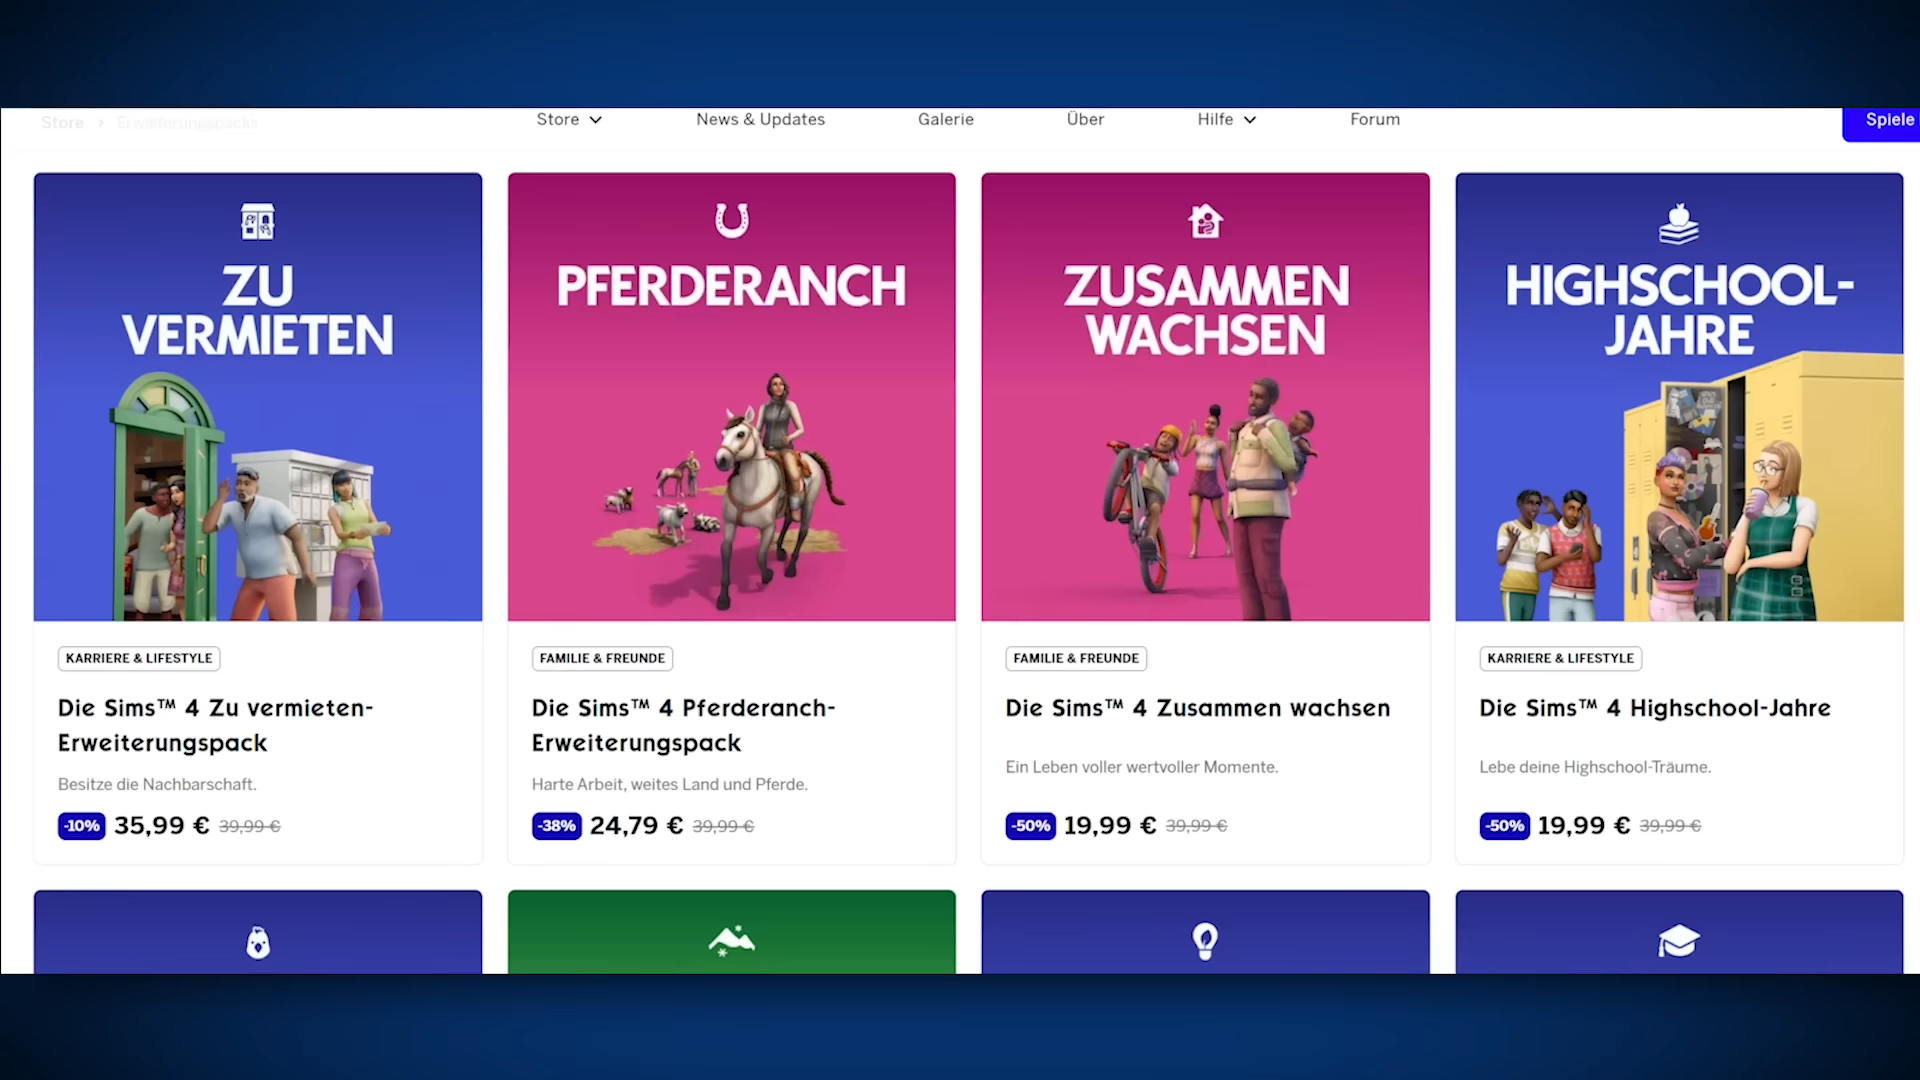 Store > Erweiterungspacks
Store News & Updates Galerie Über Hilfe Forum Spiele
ZU
VERMIETEN
PFERDERANCH
ZUSAMMEN
WACHSEN
HIGHSCHOOL-
JAHRE
KARRIERE & LIFESTYLE
Die Sims™ 4 Zu vermieten-
Erweiterungspack
Besitze die Nachbarschaft.
-10% 35,99 € 39,99 €
FAMILIE & FREUNDE
Die Sims™ 4 Pferderanch-
Erweiterungspack
Harte Arbeit, weites Land und Pferde.
-38% 24,79 € 39,99 €
FAMILIE & FREUNDE
Die Sims™ 4 Zusammen wachsen
Ein Leben voller wertvoller Momente.
-50% 19,99 € 39,99 €
KARRIERE & LIFESTYLE
Die Sims™ 4 Highschool-Jahre
Lebe deine Highschool-Träume.
-50% 19,99 € 39,99 €